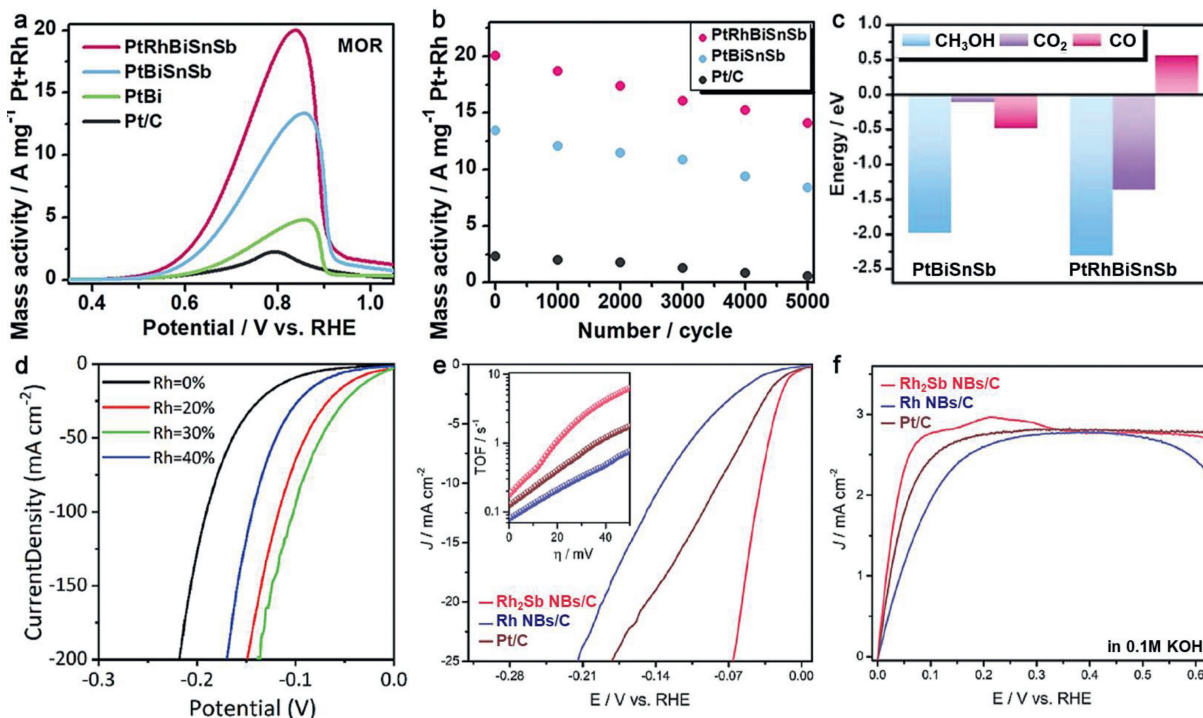 a
PtRhBiSnSb
PtBiSnSb
PtBi
Pt/C
MOR
Mass activity / A mg⁻¹ Pt+Rh
20
15
10
5
0
0.4 0.6 0.8 1.0
Potential / V vs. RHE
b
PtRhBiSnSb
PtBiSnSb
Pt/C
Mass activity / A mg⁻¹ Pt+Rh
20
15
10
5
0
0 1000 2000 3000 4000 5000
Number / cycle
c
CH₃OH CO₂ CO
Energy / eV
1.0
0.5
0.0
-0.5
-1.0
-1.5
-2.0
-2.5
PtBiSnSb PtRhBiSnSb
d
Rh=0%
Rh=20%
Rh=30%
Rh=40%
CurrentDensity (mA cm⁻²)
0
-50
-100
-150
-200
-0.3 -0.2 -0.1 0.0
Potential (V)
e
J / mA cm⁻²
0
-5
-10
-15
-20
-25
TOF / s⁻¹
10
1
0.1
0 20 40
η / mV
Rh₂Sb NBs/C
Rh NBs/C
Pt/C
-0.28 -0.21 -0.14 -0.07 0.00
E / V vs. RHE
f
Rh₂Sb NBs/C
Rh NBs/C
Pt/C
J / mA cm⁻²
4
3
2
1
0
in 0.1M KOH
0.0 0.1 0.2 0.3 0.4 0.5 0.6
E / V vs. RHE